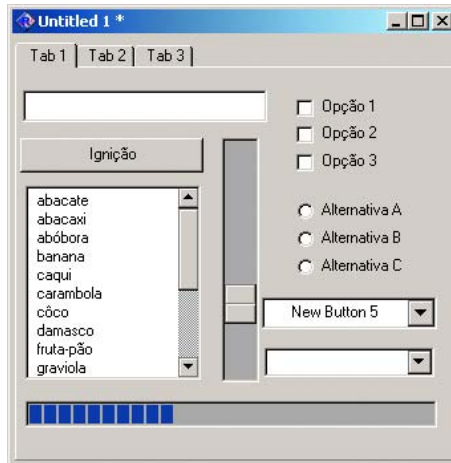 Untitled 1 *
Tab 1 Tab 2 Tab 3
Opção 1
Opção 2
Opção 3
Ignição
abacate
abacaxi
abóbora
banana
caqui
carambola
côco
damasco
fruta-pão
graviola
Alternativa A
Alternativa B
Alternativa C
New Button 5